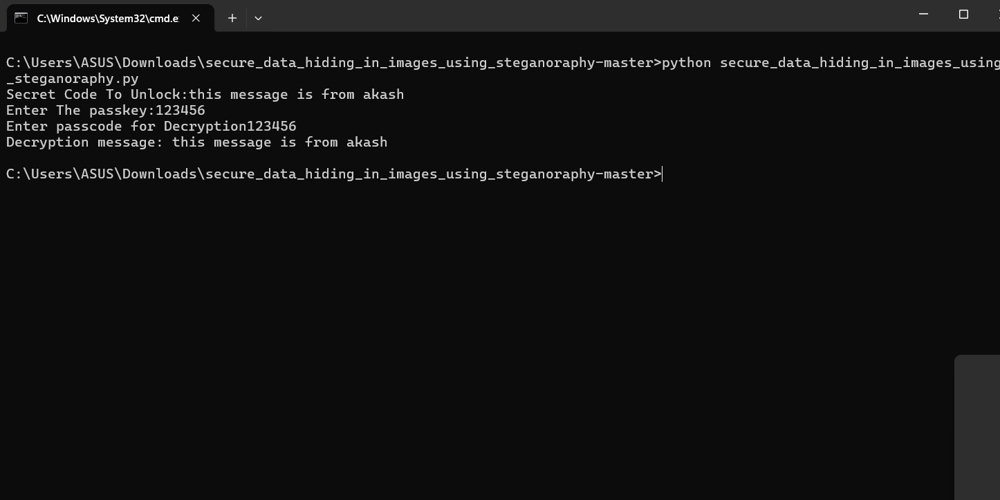 C:\Windows\System32\cmd.e
C:\Users\ASUS\Downloads\secure_data_hiding_in_images_using_steganoraphy-master>python secure_data_hiding_in_images_using
_steganoraphy.py
Secret Code To Unlock:this message is from akash
Enter The passkey:123456
Enter passcode for Decryption123456
Decryption message: this message is from akash
C:\Users\ASUS\Downloads\secure_data_hiding_in_images_using_steganoraphy-master>